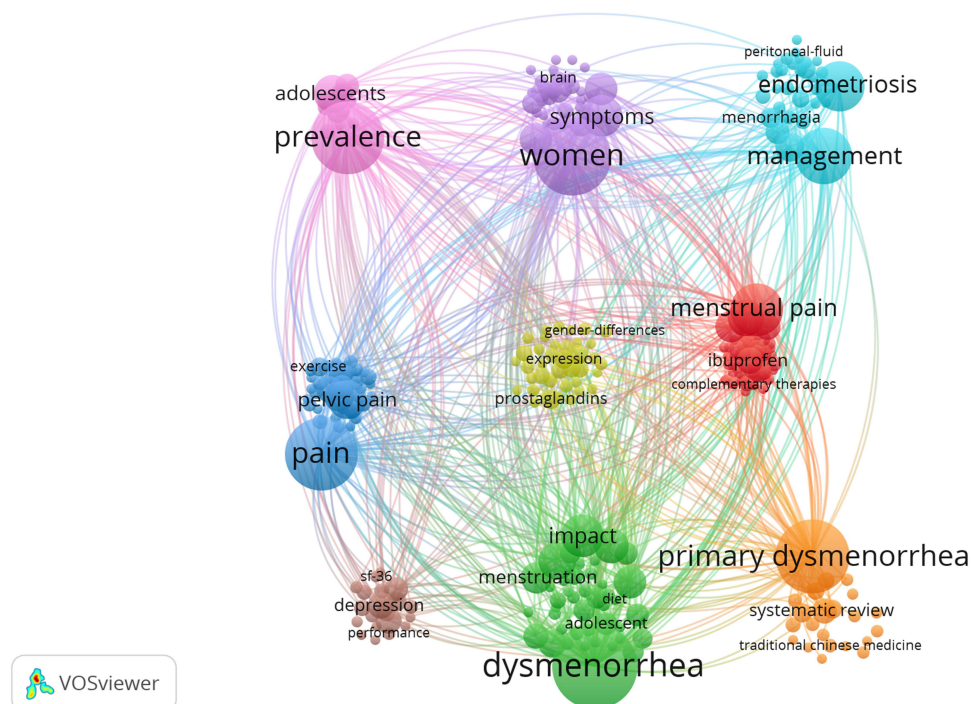 peritoneal-fluid
brain
endometriosis
adolescents
symptoms
menorrhagia
prevalence
women
management
menstrual pain
gender-differences
expression
ibuprofen
exercise
complementary therapies
pelvic pain
prostaglandins
pain
impact
primary dysmenorrhea
sf-36
menstruation
diet
depression
systematic review
adolescent
performance
traditional chinese medicine
dysmenorrhea
VOSviewer